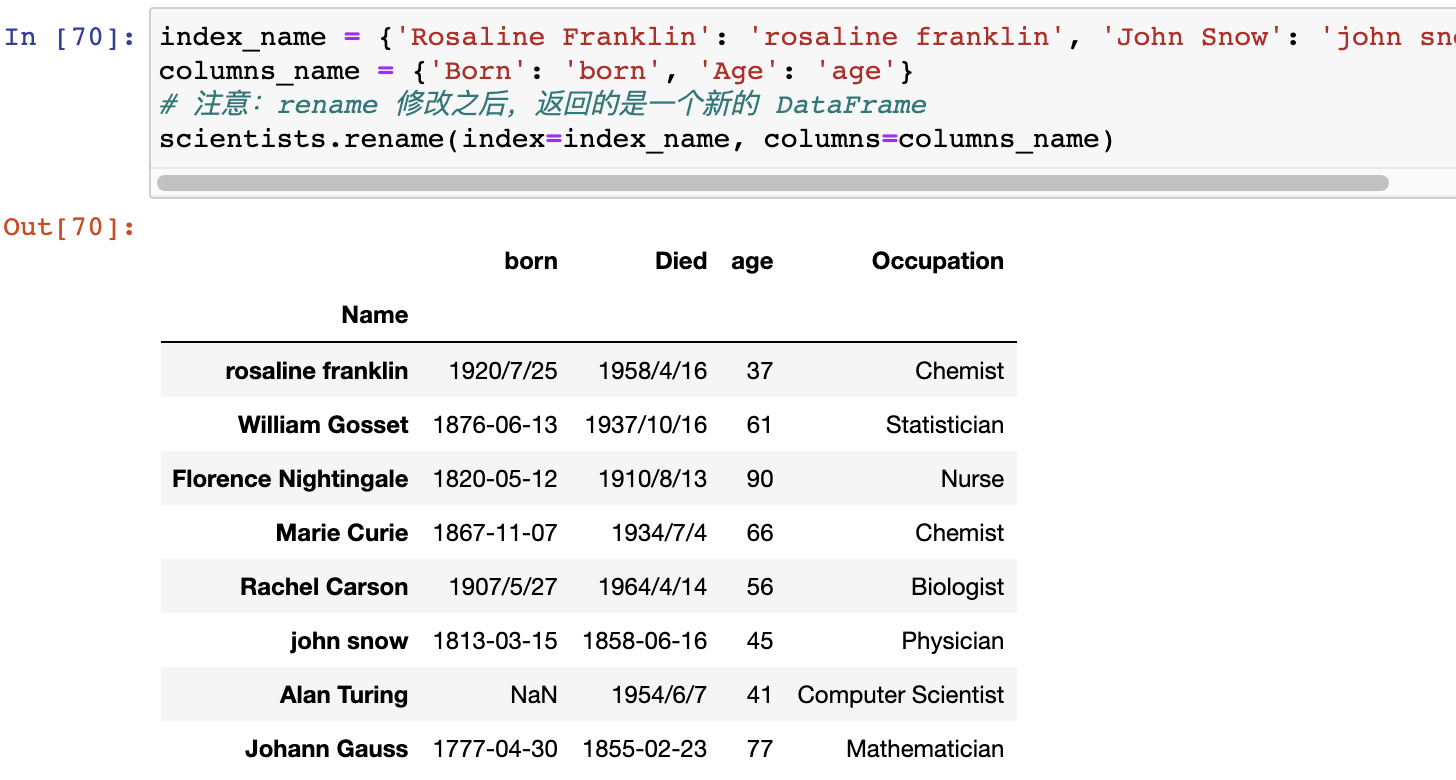 In [70]: index_name = {'Rosaline Franklin': 'rosaline franklin', 'John Snow': 'john
columns_name = {'Born': 'born', 'Age': 'age'}
# 注意：rename 修改之后，返回的是一个新的 DataFrame
scientists.rename(index=index_name, columns=columns_name)
Out[70]:
born Died age Occupation
Name
rosaline franklin 1920/7/25 1958/4/16 37 Chemist
William Gosset 1876-06-13 1937/10/16 61 Statistician
Florence Nightingale 1820-05-12 1910/8/13 90 Nurse
Marie Curie 1867-11-07 1934/7/4 66 Chemist
Rachel Carson 1907/5/27 1964/4/14 56 Biologist
john snow 1813-03-15 1858-06-16 45 Physician
Alan Turing NaN 1954/6/7 41 Computer Scientist
Johann Gauss 1777-04-30 1855-02-23 77 Mathematician